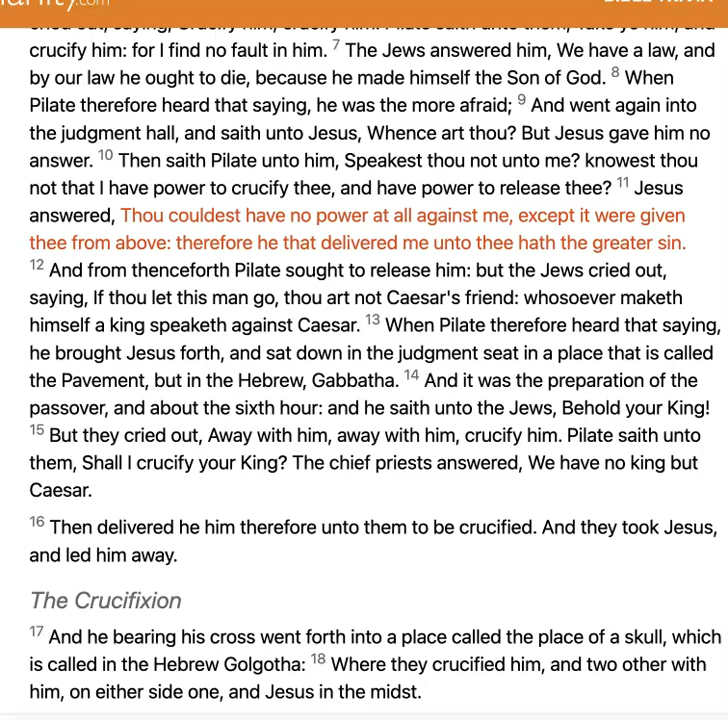 .com
crucify him: for I find no fault in him. 7 The Jews answered him, We have a law, and
by our law he ought to die, because he made himself the Son of God. 8 When
Pilate therefore heard that saying, he was the more afraid; 9 And went again into
the judgment hall, and saith unto Jesus, Whence art thou? But Jesus gave him no
answer. 10 Then saith Pilate unto him, Speakest thou not unto me? knowest thou
not that I have power to crucify thee, and have power to release thee? 11 Jesus
answered, Thou couldest have no power at all against me, except it were given
thee from above: therefore he that delivered me unto thee hath the greater sin.
12 And from thenceforth Pilate sought to release him: but the Jews cried out,
saying, If thou let this man go, thou art not Caesar's friend: whosoever maketh
himself a king speaketh against Caesar. 13 When Pilate therefore heard that saying,
he brought Jesus forth, and sat down in the judgment seat in a place that is called
the Pavement, but in the Hebrew, Gabbatha. 14 And it was the preparation of the
passover, and about the sixth hour: and he saith unto the Jews, Behold your King!
15 But they cried out, Away with him, away with him, crucify him. Pilate saith unto
them, Shall I crucify your King? The chief priests answered, We have no king but
Caesar.
16 Then delivered he him therefore unto them to be crucified. And they took Jesus,
and led him away.
The Crucifixion
17 And he bearing his cross went forth into a place called the place of a skull, which
is called in the Hebrew Golgotha: 18 Where they crucified him, and two other with
him, on either side one, and Jesus in the midst.